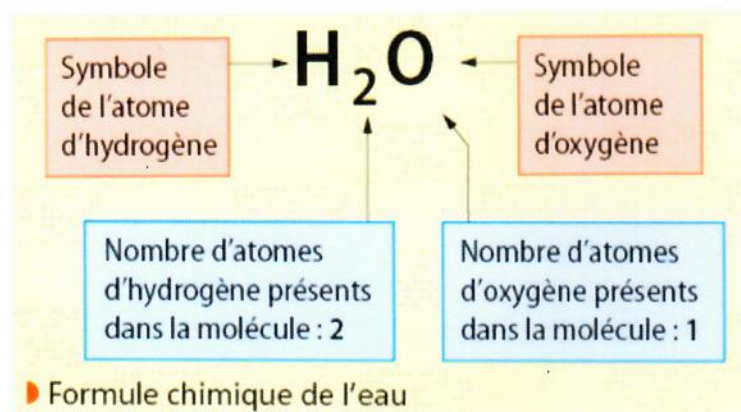 Symbole
de l'atome
d'hydrogène
H₂O
Symbole
de l'atome
d'oxygène
Nombre d'atomes
d'hydrogène présents
dans la molécule : 2
Nombre d'atomes
d'oxygène présents
dans la molécule : 1
Formule chimique de l'eau